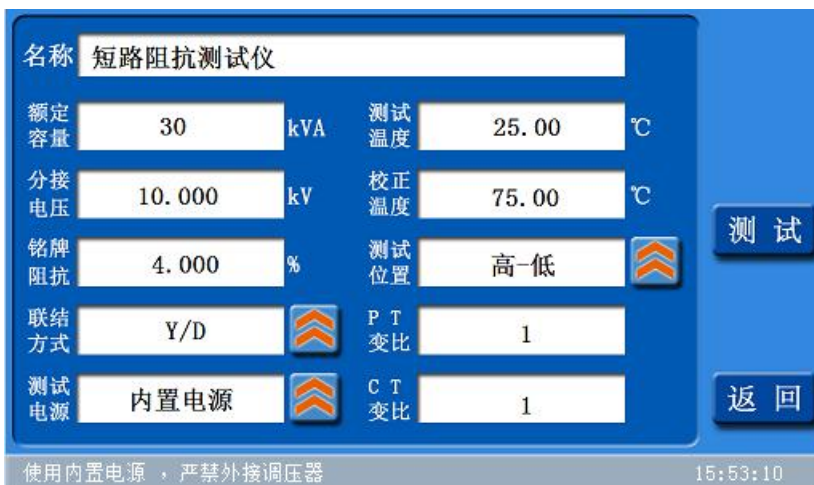 名称 短路阻抗测试仪
额定容量 30 kVA 测试温度 25.00 ℃
分接电压 10.000 kV 校正温度 75.00 ℃
铭牌阻抗 4.000 % 测试位置 高-低
联结方式 Y/D PT变比 1
测试电源 内置电源 CT变比 1
测 试
返 回
使用内置电源 ，严禁外接调压器 15:53:10